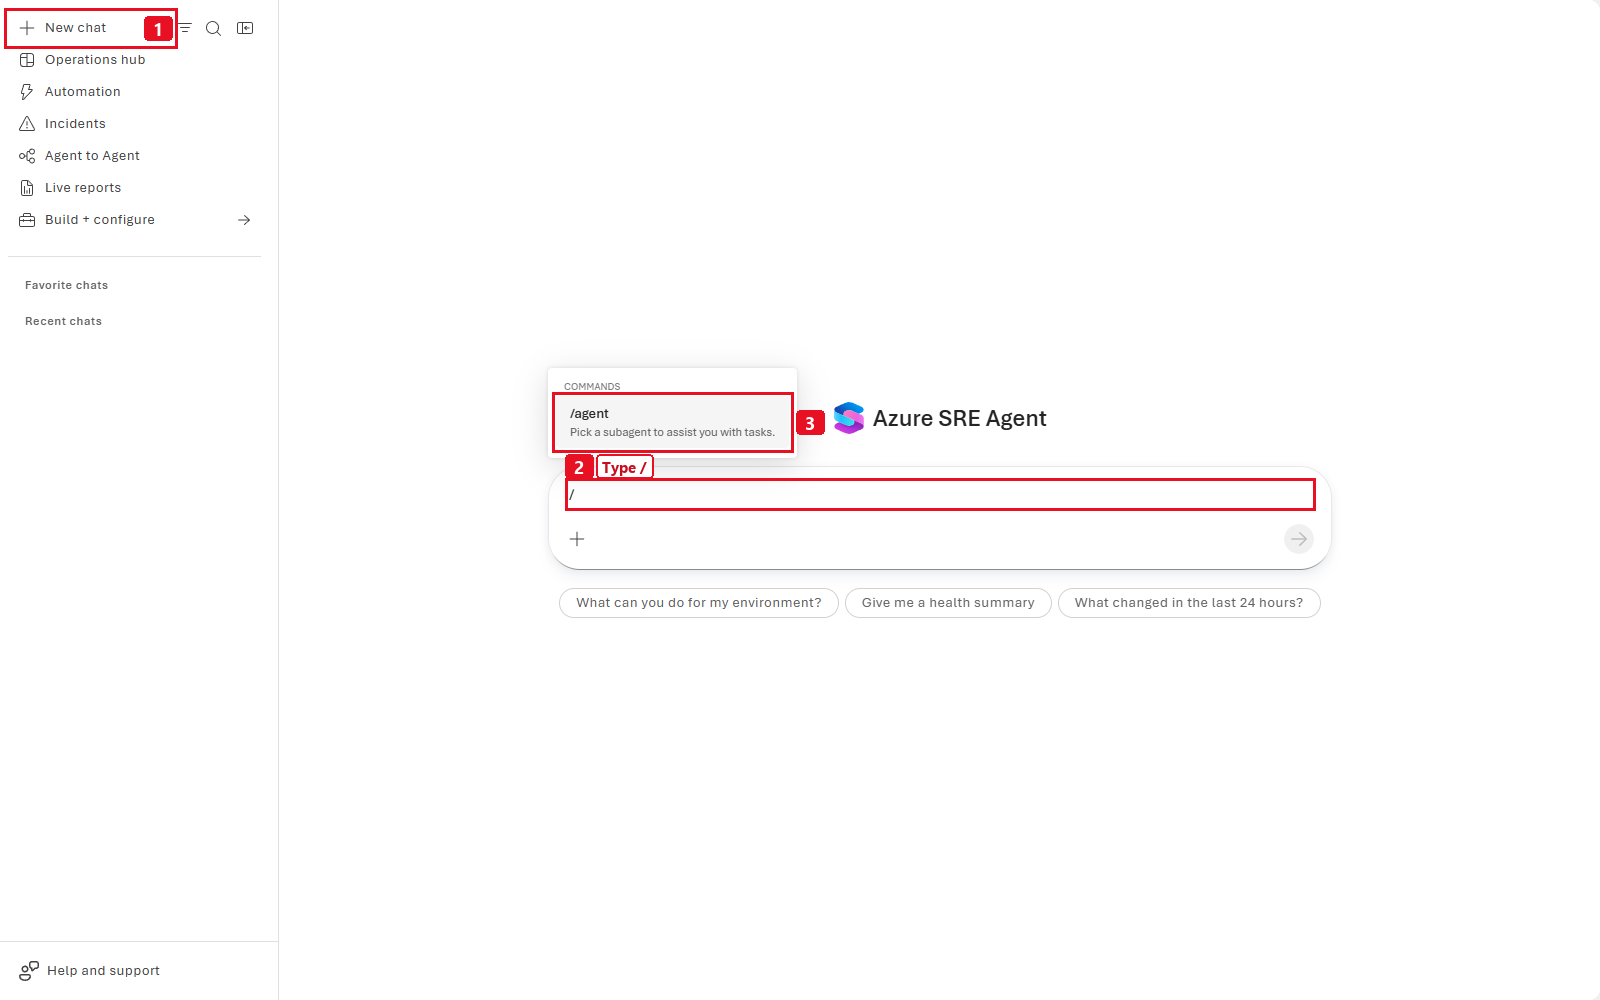 New chat
1
Operations hub
Automation
Incidents
Agent to Agent
Live reports
Build + configure
Favorite chats
Recent chats
COMMANDS
/agent
Pick a subagent to assist you with tasks.
3
Azure SRE Agent
2
Type /
/
What can you do for my environment?
Give me a health summary
What changed in the last 24 hours?
Help and support